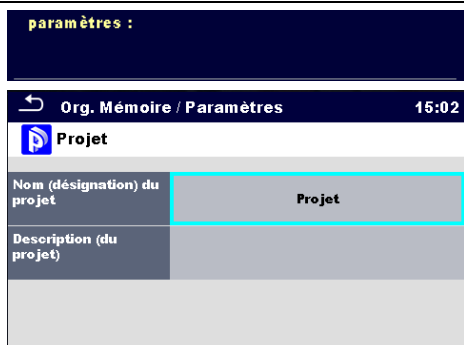 paramètres :
Org. Mémoire / Paramètres 15:02
Projet
Nom (désignation) du
projet
Projet
Description (du
projet)